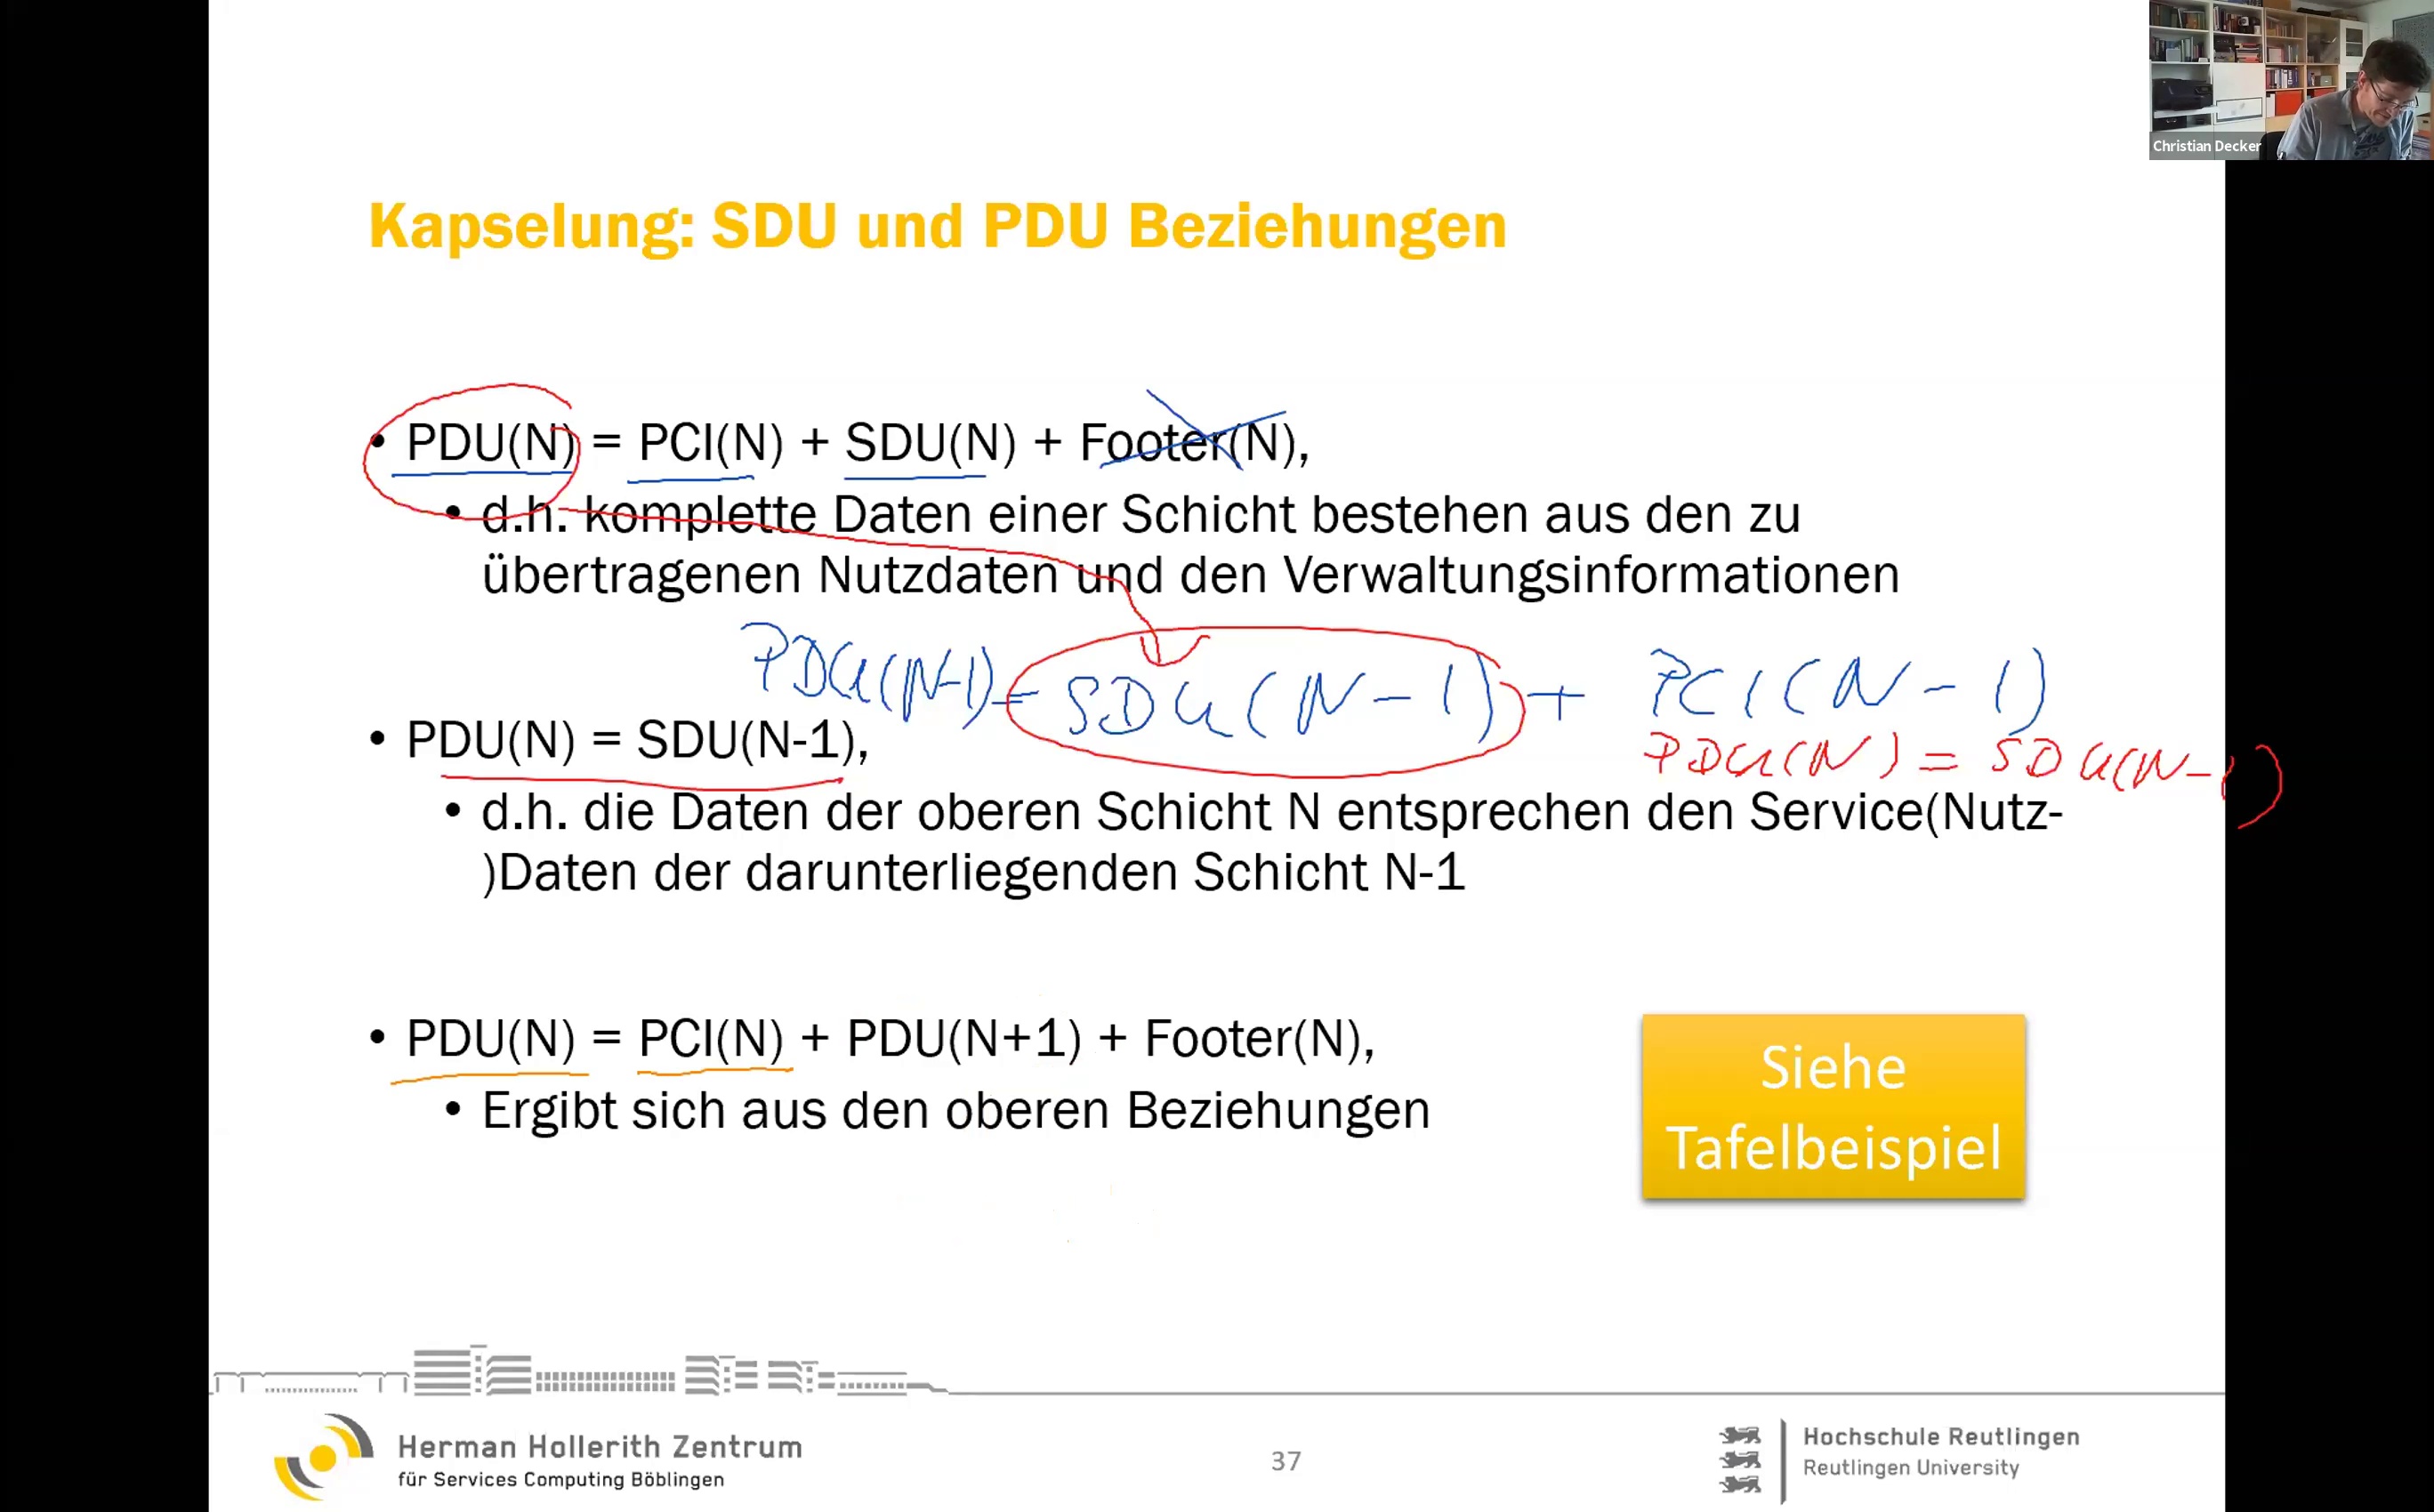 Christian Decker
Kapselung: SDU und PDU Beziehungen
• PDU(N) = PCI(N) + SDU(N) + Footer(N),
• d.h. komplette Daten einer Schicht bestehen aus den zu
übertragenen Nutzdaten und den Verwaltungsinformationen
PDU(N-1) = SDU(N-1) + PCI(N-1)
• PDU(N) = SDU(N-1),
PDU(N) = SDU(N-1)
• d.h. die Daten der oberen Schicht N entsprechen den Service(Nutz-
)Daten der darunterliegenden Schicht N-1
• PDU(N) = PCI(N) + PDU(N+1) + Footer(N),
• Ergibt sich aus den oberen Beziehungen
Siehe
Tafelbeispiel
Herman Hollerith Zentrum
für Services Computing Böblingen
37
Hochschule Reutlingen
Reutlingen University